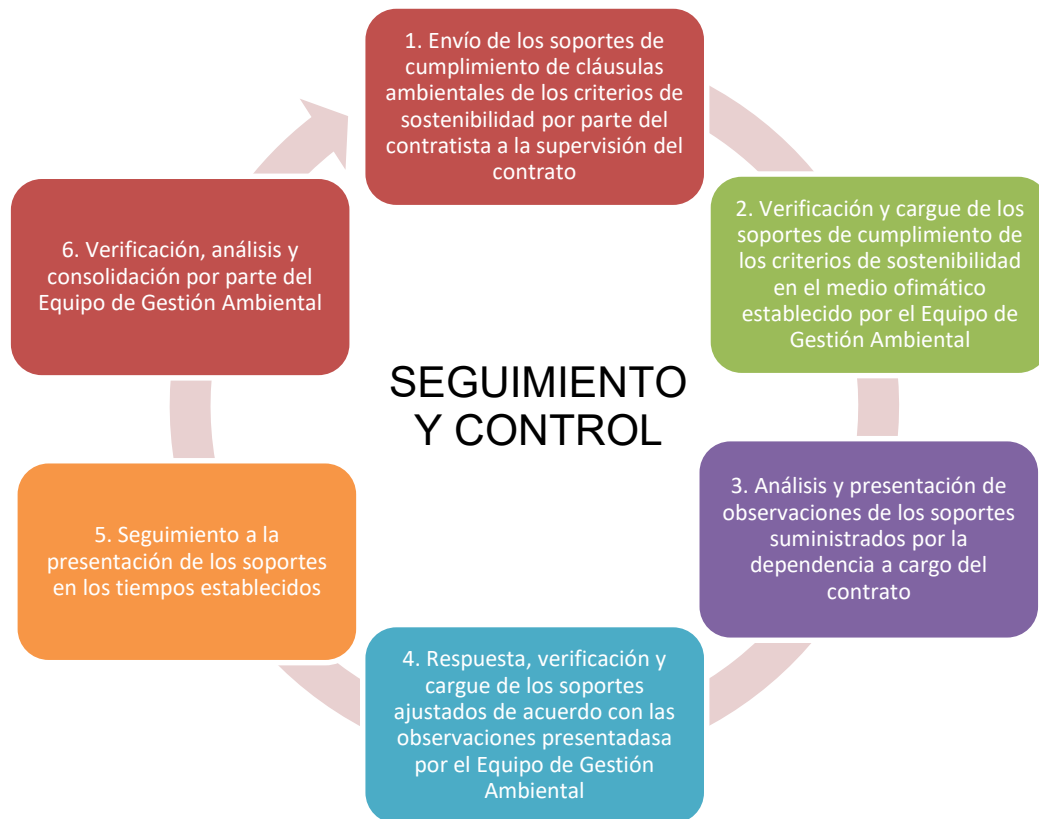 1. Envío de los soportes de
cumplimiento de cláusulas
ambientales de los criterios de
sostenibilidad por parte del
contratista a la supervisión del
contrato
2. Verificación y cargue de los
soportes de cumplimiento de
los criterios de sostenibilidad
en el medio ofimático
establecido por el Equipo de
Gestión Ambiental
3. Análisis y presentación de
observaciones de los soportes
suministrados por la
dependencia a cargo del
contrato
4. Respuesta, verificación y
cargue de los soportes
ajustados de acuerdo con las
observaciones presentadasa
por el Equipo de Gestión
Ambiental
5. Seguimiento a la
presentación de los soportes
en los tiempos establecidos
6. Verificación, análisis y
consolidación por parte del
Equipo de Gestión Ambiental
SEGUIMIENTO
Y CONTROL